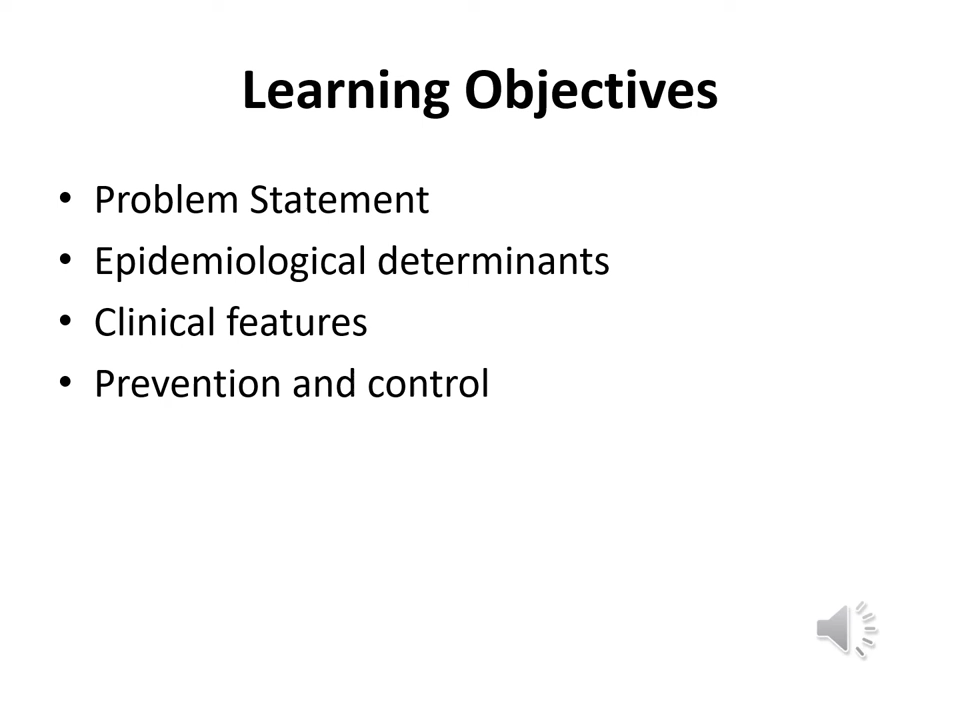 Learning Objectives
• Problem Statement
• Epidemiological determinants
• Clinical features
• Prevention and control